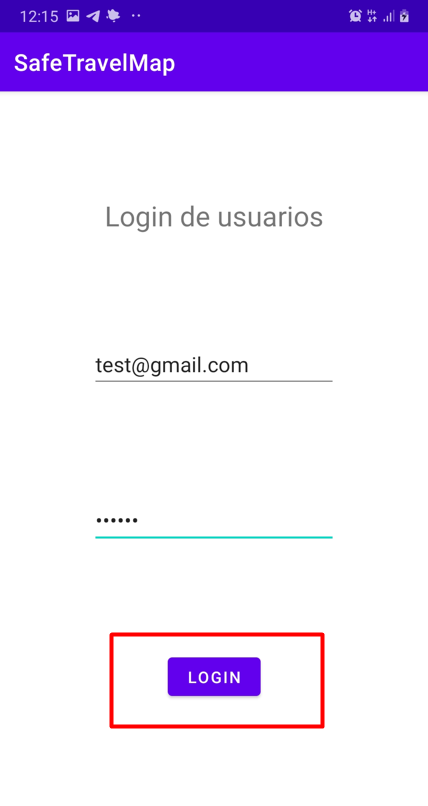 12:15
SafeTravelMap
Login de usuarios
test@gmail.com
••••••
LOGIN